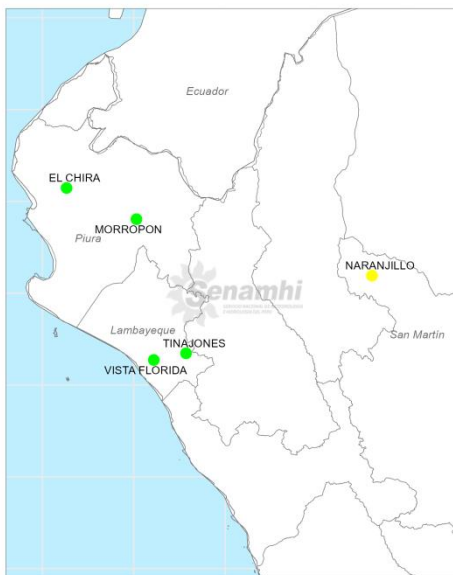 Ecuador
EL CHIRA
MORROPON
Piura
NARANJILLO
Senamhi
San Martín
Lambayeque
TINAJONES
VISTA FLORIDA